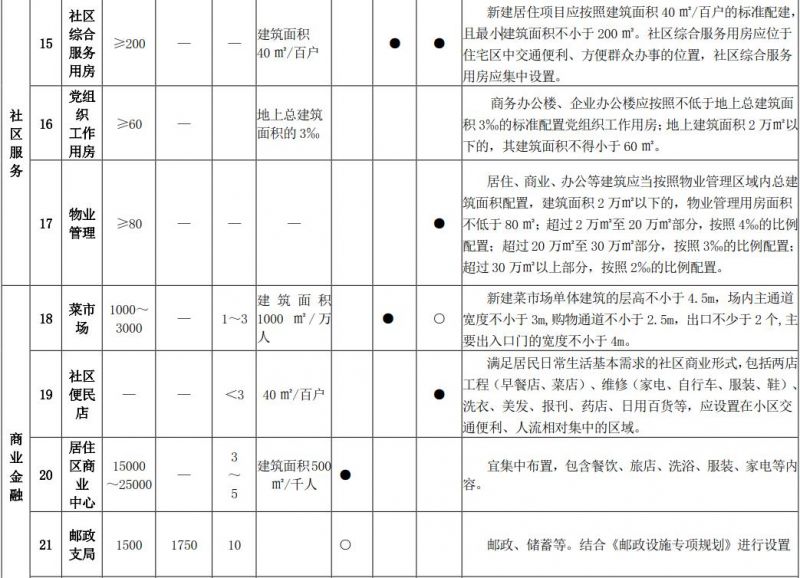 社区服务
15
社区
综合
服务
用房
≥200
—
—
建筑面积
40㎡/百户
●
●
新建居住项目应按照建筑面积 40㎡/百户的标准配建,
且最小建筑面积不小于 200㎡。社区综合服务用房应位于
住宅区中交通便利、方便群众办事的位置，社区综合服务
用房应集中设置。
16
党组
织
工作
用房
≥60
—
地上总建筑
面积的3‰
商务办公楼、企业办公楼应按照不低于地上总建筑面
积3‰的标准配置党组织工作用房；地上建筑面积2万㎡以
下的，其建筑面积不得小于 60㎡。
17
物业
管理
≥80
—
—
—
●
居住、商业、办公等建筑应当按照物业管理区域内总建
筑面积配置，建筑面积2万㎡以下的，物业管理用房面积
不低于80㎡；超过2万㎡至20万㎡部分，按照4‰的比例
配置；超过20万㎡至30万㎡部分，按照3‰的比例配置；
超过30万㎡以上部分，按照2‰的比例配置。
商业金融
18
菜市
场
1000～
3000
—
1～3
建筑面积
1000㎡/万
人
●
○
新建菜市场单体建筑的层高不小于 4.5m，场内主通道
宽度不小于3m,购物通道不小于2.5m，出口不少于2个,主
要出入口门的宽度不小于4m。
19
社区
便民
店
—
—
<3
40㎡/百户
●
满足居民日常生活基本需求的社区商业形式，包括两店
工程（早餐店、菜店）、维修（家电、自行车、服装、鞋）、
洗衣、美发、报刊、药店、日用百货等，应设置在小区交
通便利、人流相对集中的区域。
20
居住
区商
业
中心
15000
～25000
—
3
～
5
建筑面积500
㎡/千人
●
宜集中布置，包含餐饮、旅店、洗浴、服装、家电等内
容。
21
邮政
支局
1500
1750
10
○
邮政、储蓄等。结合《邮政设施专项规划》进行设置